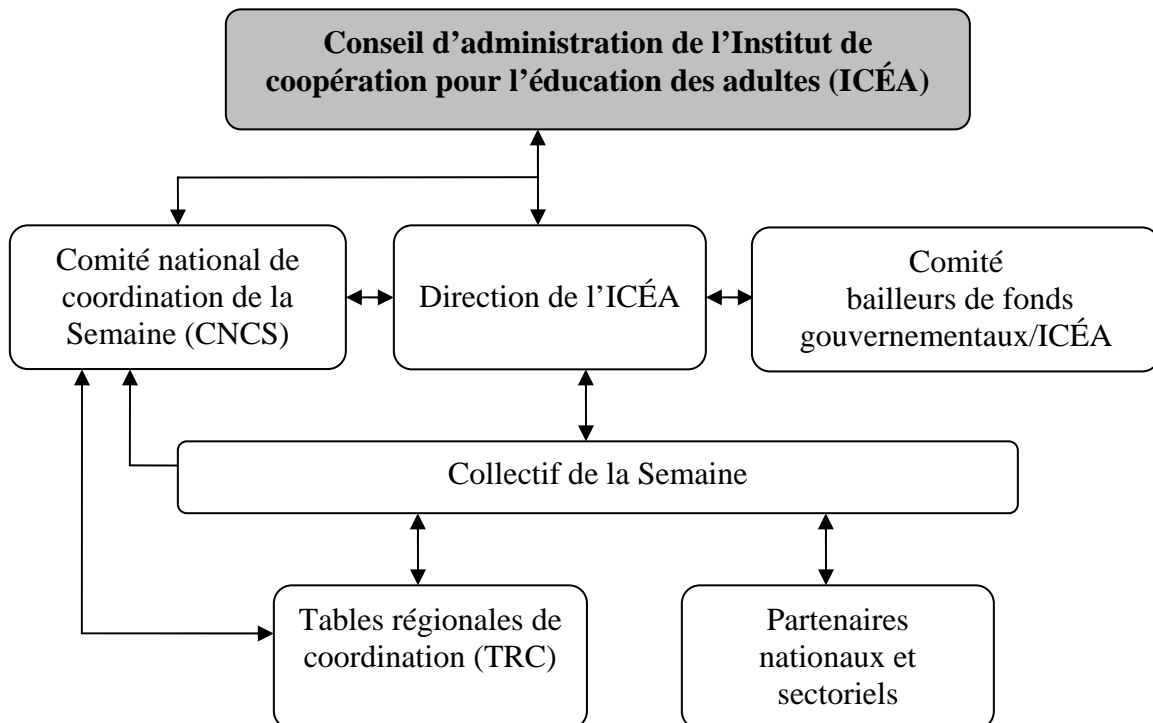 Conseil d’administration de l’Institut de
coopération pour l’éducation des adultes (ICÉA)
Comité national de
coordination de la
Semaine (CNCS)
Direction de l’ICÉA
Comité
bailleurs de fonds
gouvernementaux/ICÉA
Collectif de la Semaine
Tables régionales de
coordination (TRC)
Partenaires
nationaux et
sectoriels